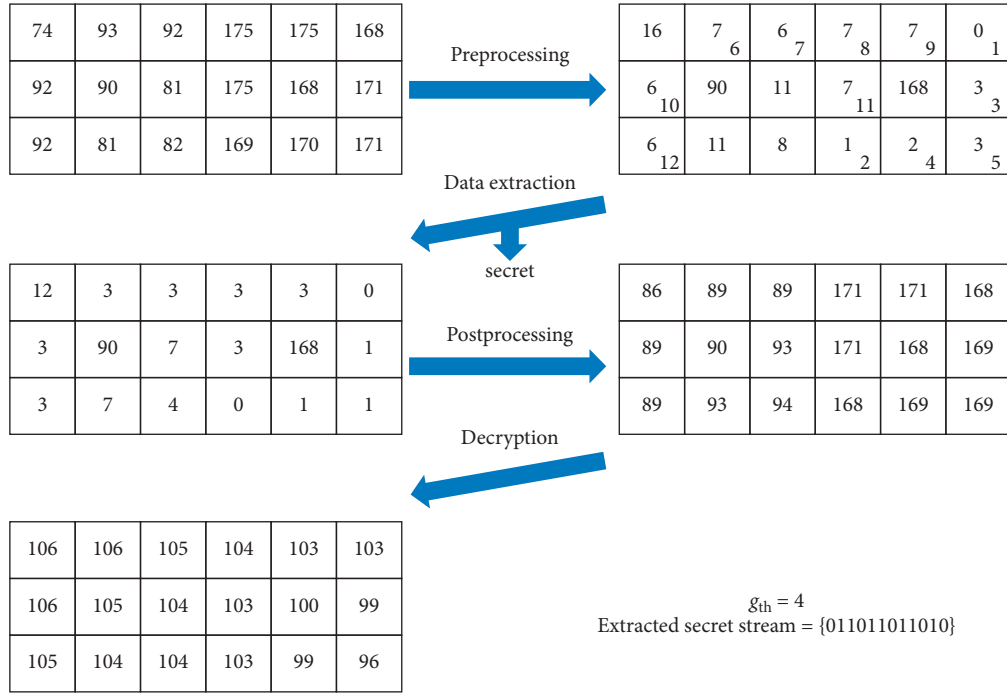 74 93 92 175 175 168
92 90 81 175 168 171
92 81 82 169 170 171
Preprocessing
16 7 6 6 7 7 8 7 9 0 1
6 10 90 11 7 11 168 3 3
6 12 11 8 1 2 2 4 3 5
Data extraction
secret
12 3 3 3 3 0
3 90 7 3 168 1
3 7 4 0 1 1
Postprocessing
86 89 89 171 171 168
89 90 93 171 168 169
89 93 94 168 169 169
Decryption
106 106 105 104 103 103
106 105 104 103 100 99
105 104 104 103 99 96
gth = 4
Extracted secret stream = {011011011010}